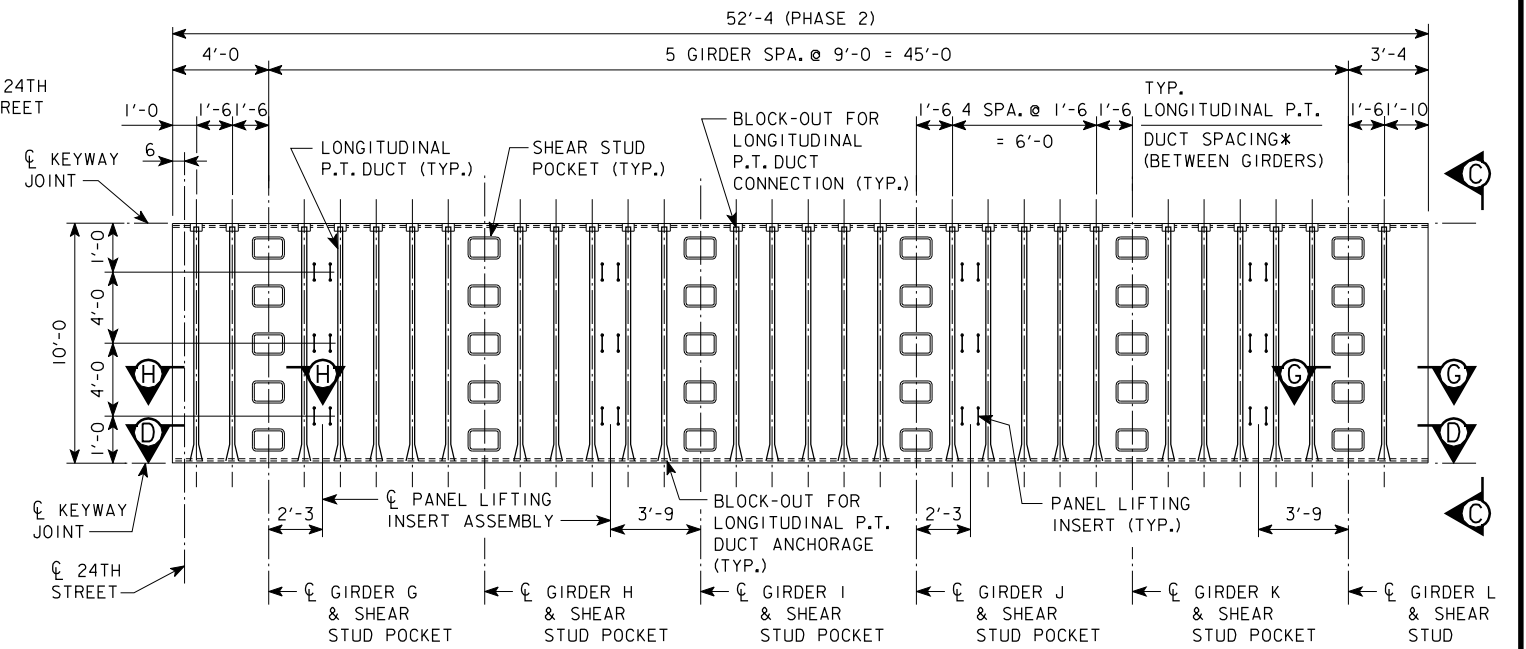 52'-4 (PHASE 2)
4'-0
5 GIRDER SPA. @ 9'-0 = 45'-0
3'-4
24TH
REET
1'-0
1'-6
1'-6
1'-6
4 SPA. @ 1'-6
= 6'-0
1'-6
TYP.
LONGITUDINAL P.T.
DUCT SPACING*
(BETWEEN GIRDERS)
1'-6
1'-10
6
℄ KEYWAY
JOINT
LONGITUDINAL
P.T. DUCT (TYP.)
SHEAR STUD
POCKET (TYP.)
BLOCK-OUT FOR
LONGITUDINAL
P.T. DUCT
CONNECTION (TYP.)
C
10'-0
1'-0
4'-0
4'-0
1'-0
H
H
G
G
D
D
℄ KEYWAY
JOINT
℄ 24TH
STREET
2'-3
℄ PANEL LIFTING
INSERT ASSEMBLY
3'-9
BLOCK-OUT FOR
LONGITUDINAL P.T.
DUCT ANCHORAGE
(TYP.)
2'-3
PANEL LIFTING
INSERT (TYP.)
3'-9
C
℄ GIRDER G
& SHEAR
STUD POCKET
℄ GIRDER H
& SHEAR
STUD POCKET
℄ GIRDER I
& SHEAR
STUD POCKET
℄ GIRDER J
& SHEAR
STUD POCKET
℄ GIRDER K
& SHEAR
STUD POCKET
℄ GIRDER L
& SHEAR
STUD